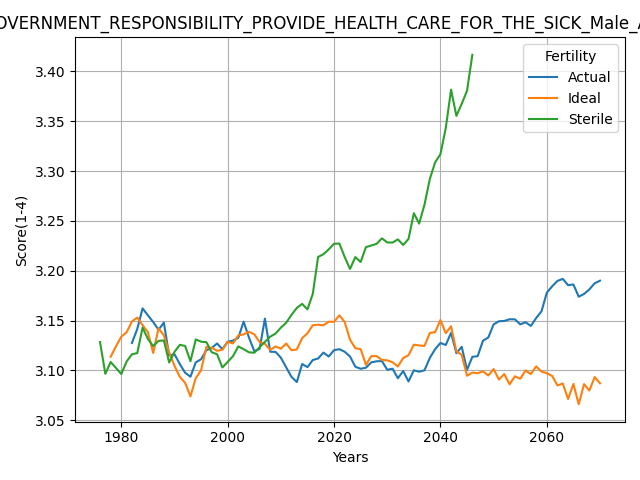 OVERNMENT_RESPONSIBILITY_PROVIDE_HEALTH_CARE_FOR_THE_SICK_Male_A
Fertility
Actual
Ideal
Sterile
3.40
3.35
3.30
3.25
3.20
3.15
3.10
3.05
Score(1-4)
1980 2000 2020 2040 2060
Years